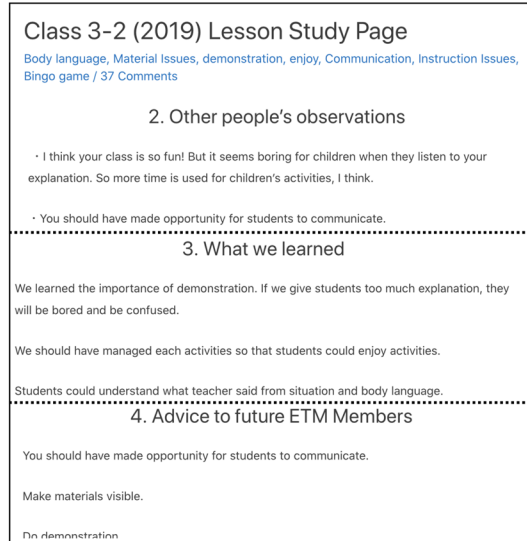 Class 3-2 (2019) Lesson Study Page
Body language, Material Issues, demonstration, enjoy, Communication, Instruction Issues,
Bingo game / 37 Comments
2. Other people's observations
・I think your class is so fun! But it seems boring for children when they listen to your
explanation. So more time is used for children's activities, I think.
・You should have made opportunity for students to communicate.
3. What we learned
We learned the importance of demonstration. If we give students too much explanation, they
will be bored and be confused.
We should have managed each activities so that students could enjoy activities.
Students could understand what teacher said from situation and body language.
4. Advice to future ETM Members
You should have made opportunity for students to communicate.
Make materials visible.
Do demonstration